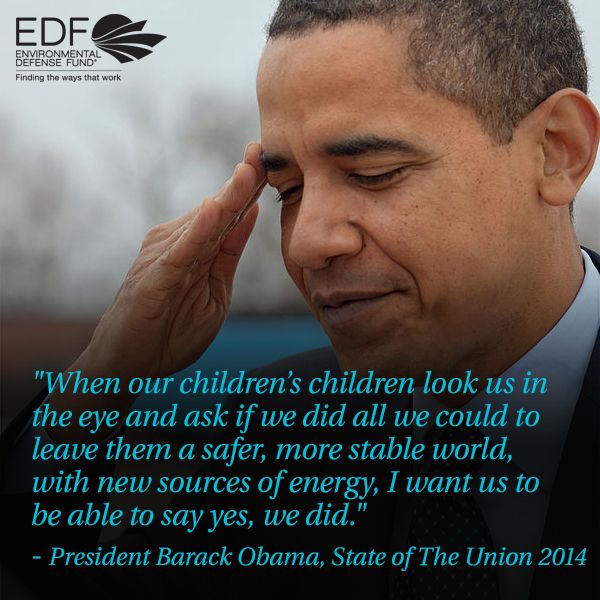 EDF
ENVIRONMENTAL
DEFENSE FUND®
Finding the ways that work
"When our children's children look us in
the eye and ask if we did all we could to
leave them a safer, more stable world,
with new sources of energy, I want us to
be able to say yes, we did."
- President Barack Obama, State of The Union 2014